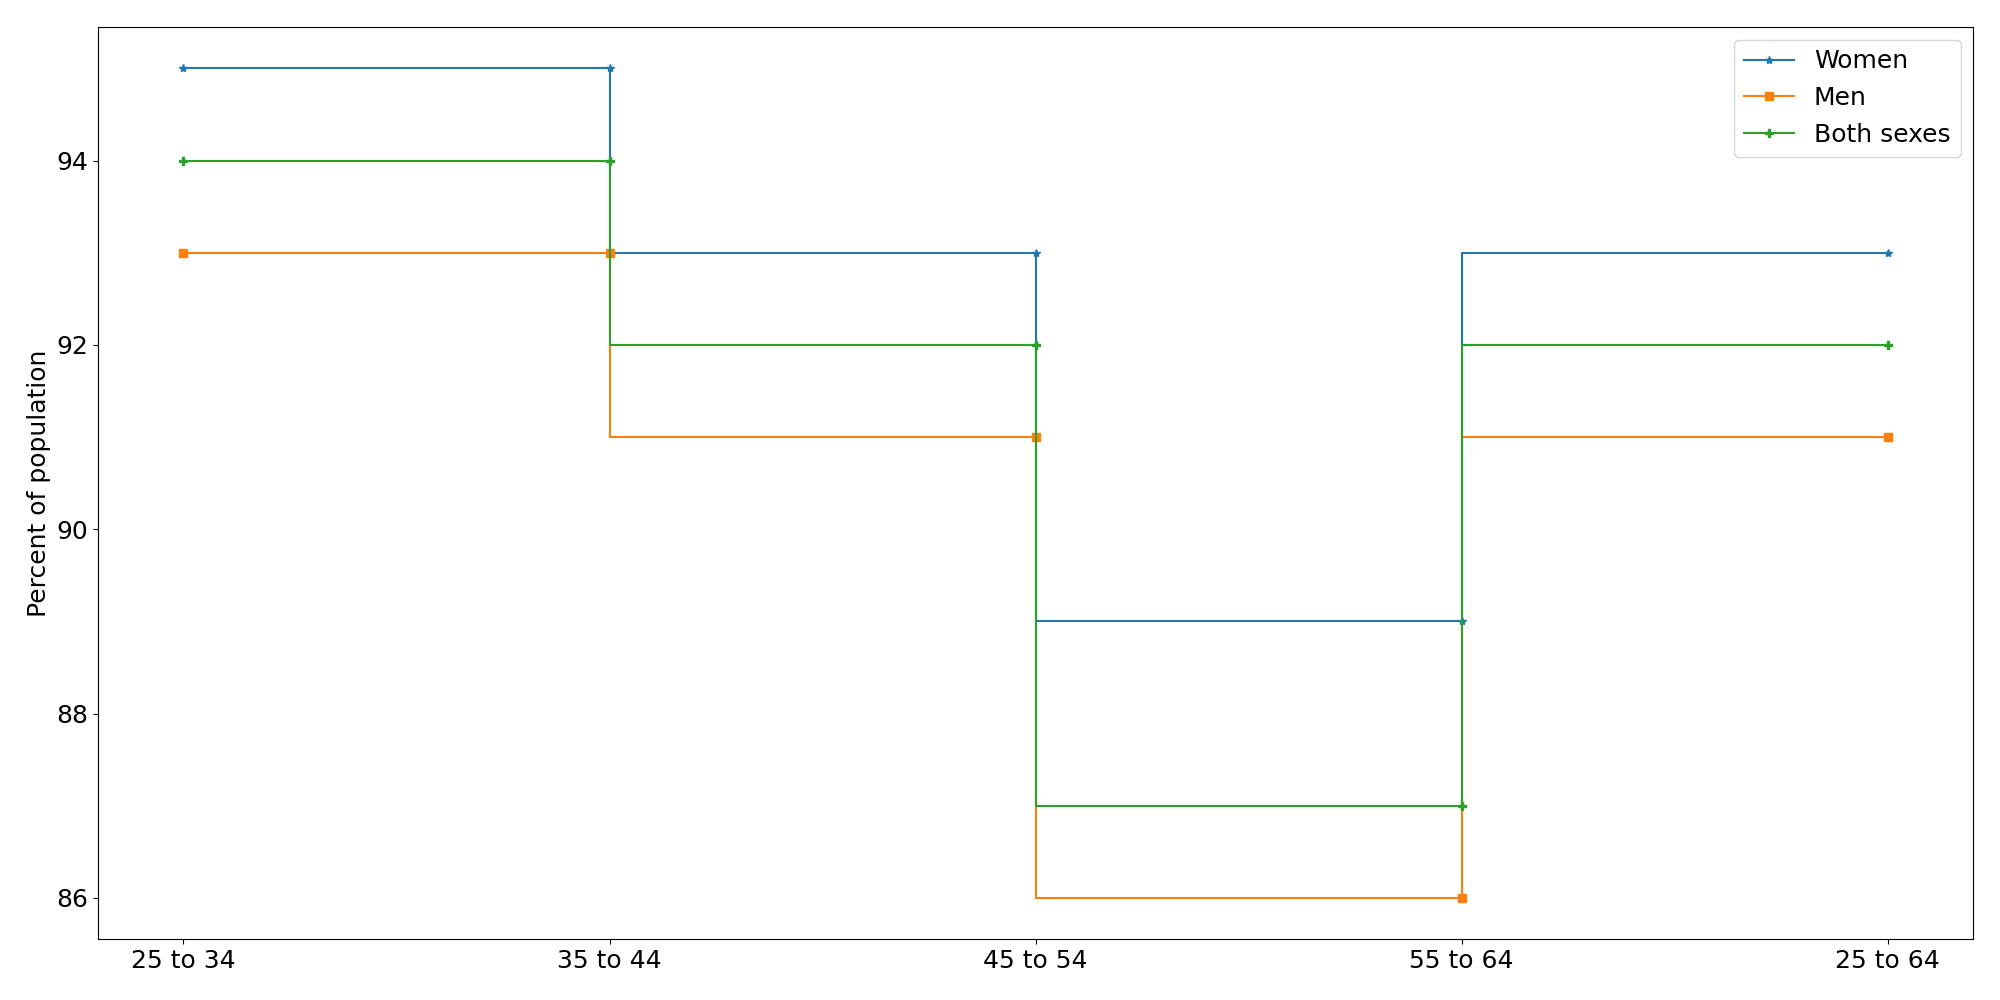 Women
Men
Both sexes
Percent of population
94
92
90
88
86
25 to 34
35 to 44
45 to 54
55 to 64
25 to 64